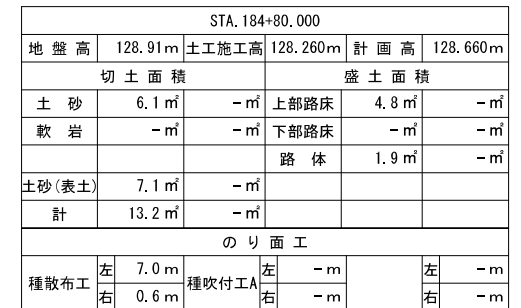 STA.184+80.000
地盤高 128.91m 土工施工高 128.260m 計画高 128.660m
切土面積 盛土面積
土砂 6.1㎡ -㎡ 上部路床 4.8㎡ -㎡
軟岩 -㎡ -㎡ 下部路床 -㎡ -㎡
路体 1.9㎡ -㎡
土砂(表土) 7.1㎡ -㎡
計 13.2㎡ -㎡
のり面工
種散布工 左 7.0m 種吹付工A 左 -m 左 -m
右 0.6m 右 -m 右 -m